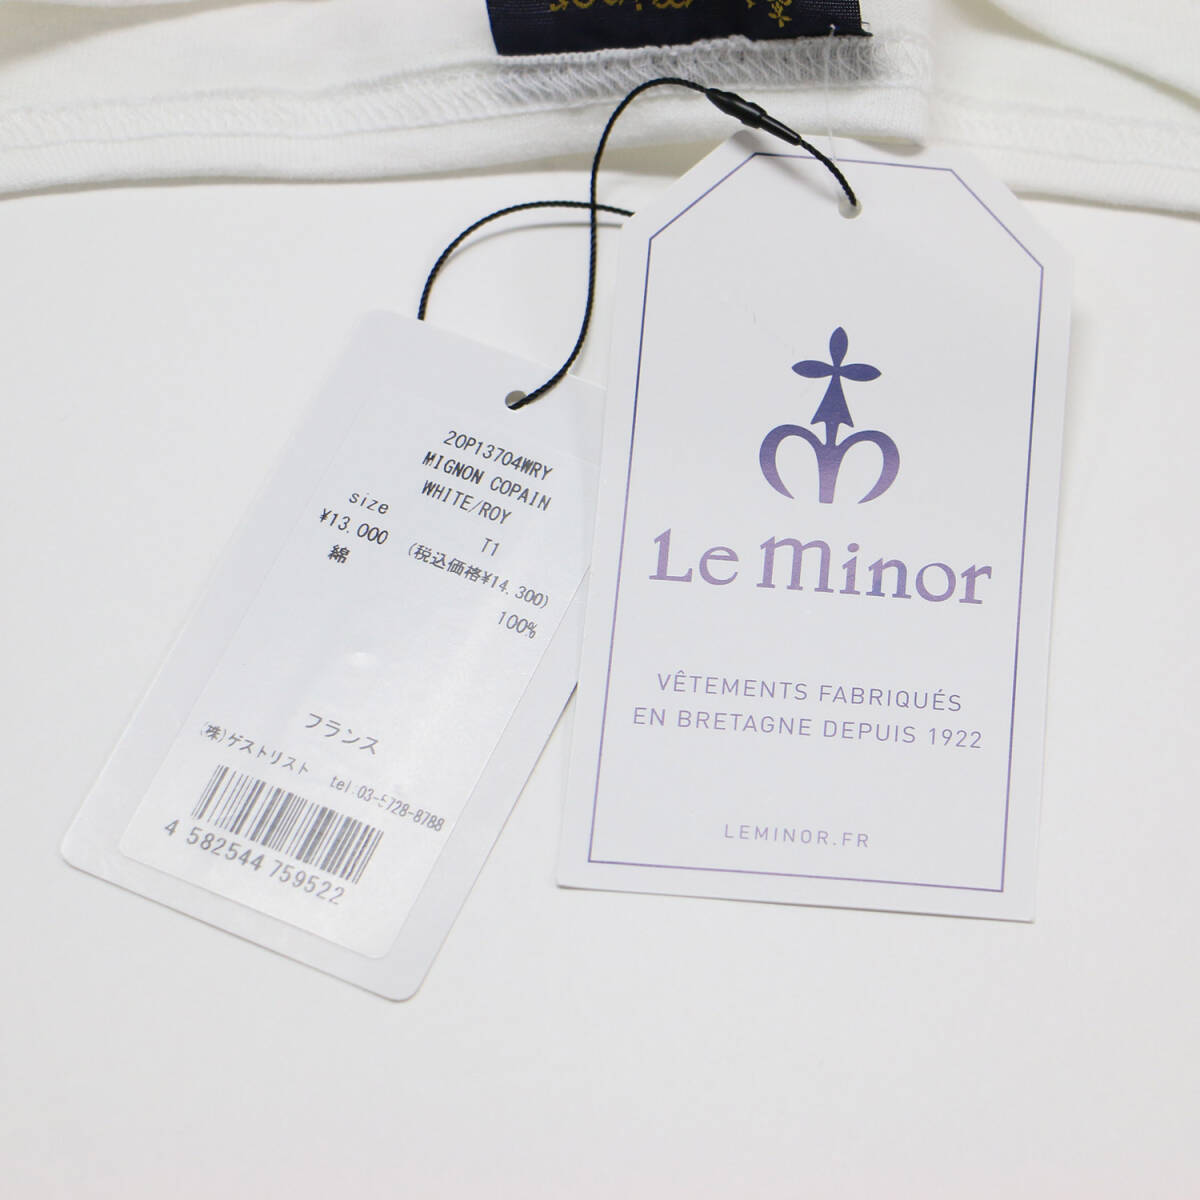 20P13704WRY
MIGNON COPAIN
WHITE/ROY
size T1
¥13,000 (税込価格¥14,300)
綿 100%
フランス
(株)ゲストリスト tel:03-5728-8788
4 582544 759522
Le minor
VÊTEMENTS FABRIQUÉS
EN BRETAGNE DEPUIS 1922
LEMINOR.FR